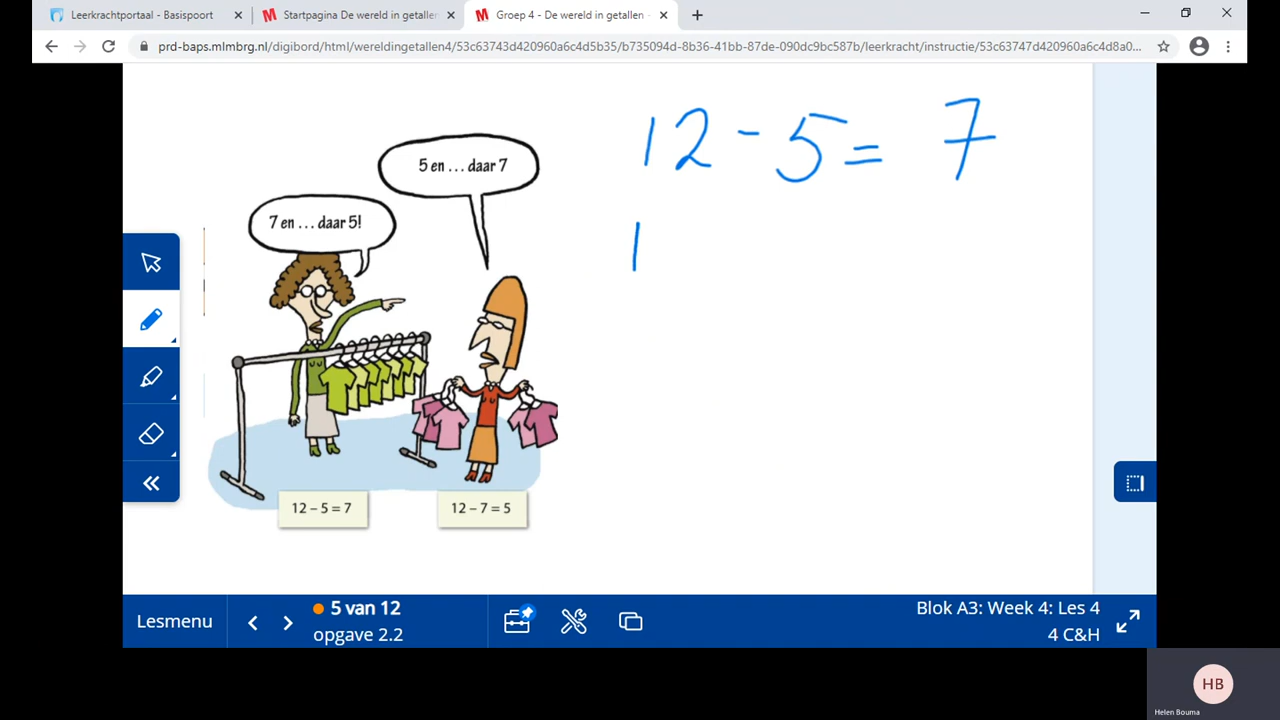 Leerkrachtportaal - Basispoort
Startpagina De wereld in getallen
Groep 4 - De wereld in getallen -
prd-baps.mlmbrg.nl/digibord/html/wereldingetallen4/53c63743d420960a6c4d5b35/b735094d-8b36-41bb-87de-090dc9bc587b/leerkracht/instructie/53c63747d420960a6c4d8a0...
12 - 5 = 7
1
5 en ... daar 7
7 en ... daar 5!
12 – 5 = 7
12 – 7 = 5
Lesmenu
5 van 12
opgave 2.2
Blok A3: Week 4: Les 4
4 C&H
HB
Helen Bouma